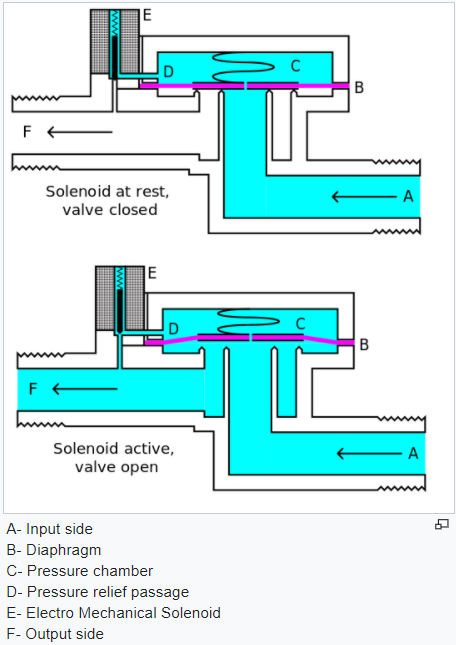 E
D
C
B
F
A
Solenoid at rest,
valve closed
E
D
C
B
F
A
Solenoid active,
valve open
A- Input side
B- Diaphragm
C- Pressure chamber
D- Pressure relief passage
E- Electro Mechanical Solenoid
F- Output side